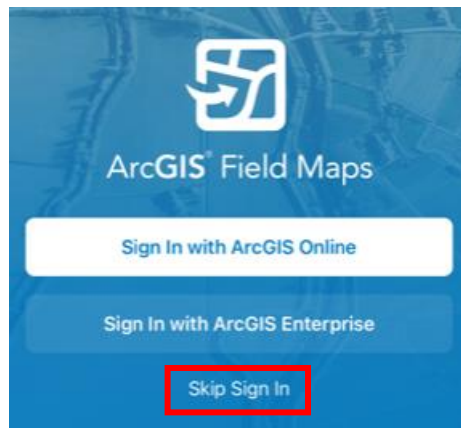 ArcGIS® Field Maps
Sign In with ArcGIS Online
Sign In with ArcGIS Enterprise
Skip Sign In